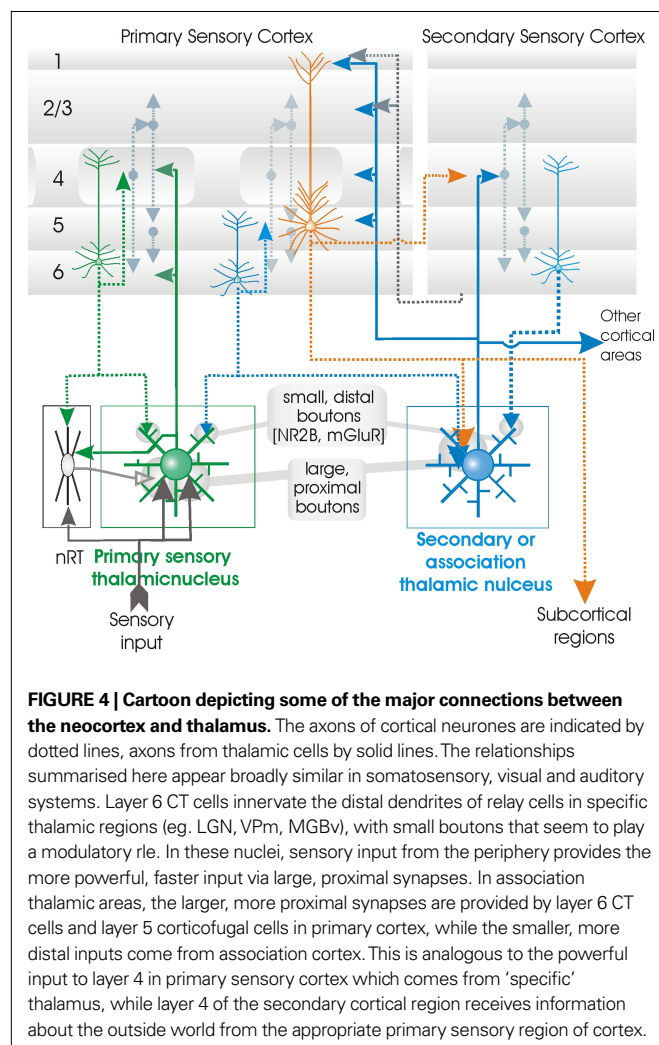 Primary Sensory Cortex
Secondary Sensory Cortex
1
2/3
4
5
6
Other
cortical
areas
small, distal
boutons
[NR2B, mGluR]
large,
proximal
boutons
nRT
Primary sensory
thalamicnucleus
Secondary or
association
thalamic nulceus
Sensory
input
Subcortical
regions
FIGURE 4 | Cartoon depicting some of the major connections between
the neocortex and thalamus. The axons of cortical neurones are indicated by
dotted lines, axons from thalamic cells by solid lines. The relationships
summarised here appear broadly similar in somatosensory, visual and auditory
systems. Layer 6 CT cells innervate the distal dendrites of relay cells in specific
thalamic regions (eg. LGN, VPm, MGBv), with small boutons that seem to play
a modulatory rle. In these nuclei, sensory input from the periphery provides the
more powerful, faster input via large, proximal synapses. In association
thalamic areas, the larger, more proximal synapses are provided by layer 6 CT
cells and layer 5 corticofugal cells in primary cortex, while the smaller, more
distal inputs come from association cortex. This is analogous to the powerful
input to layer 4 in primary sensory cortex which comes from ‘specific’
thalamus, while layer 4 of the secondary cortical region receives information
about the outside world from the appropriate primary sensory region of cortex.